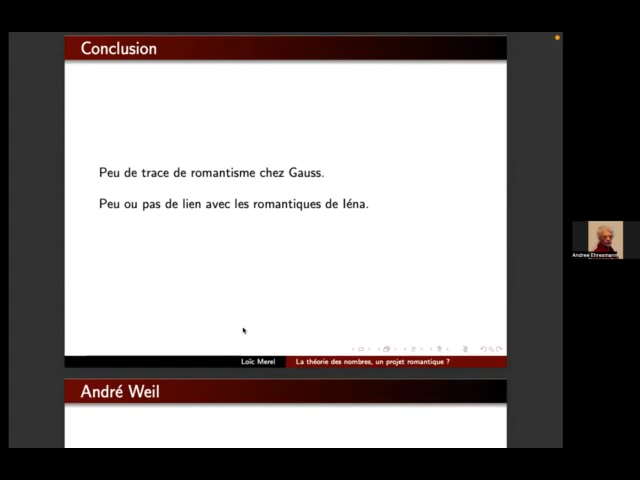 Conclusion
Peu de trace de romantisme chez Gauss.
Peu ou pas de lien avec les romantiques de Iéna.
Andree Ehresmann
Loïc Merel
La théorie des nombres, un projet romantique ?
André Weil